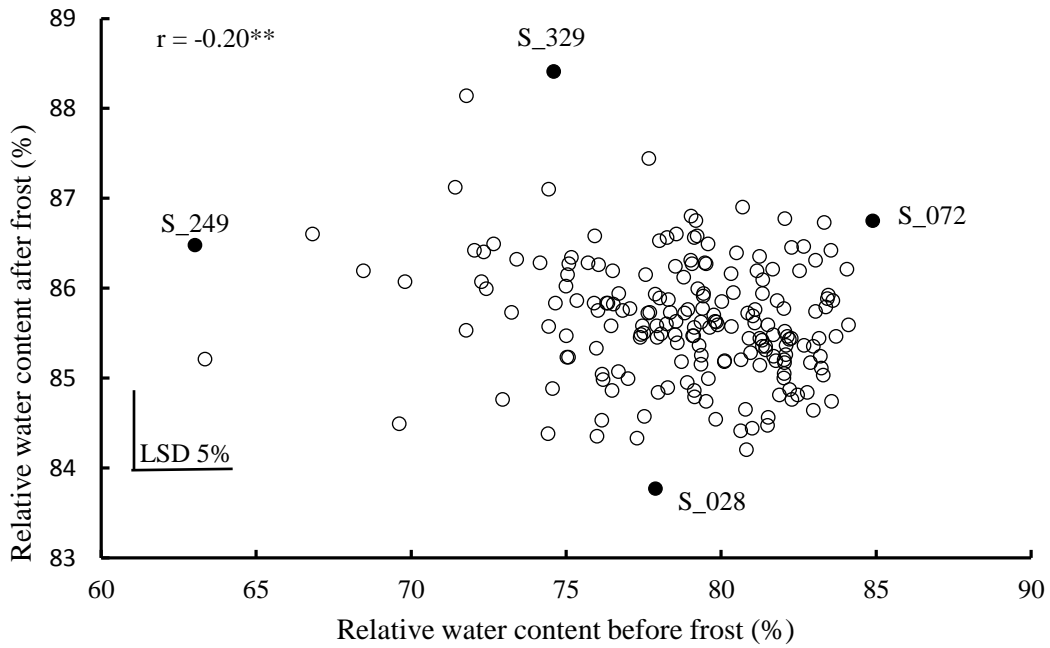 89
r = -0.20**
S_329
88
Relative water content after frost (%)
87
S_249
S_072
86
85
LSD 5%
84
S_028
83
60 65 70 75 80 85 90
Relative water content before frost (%)